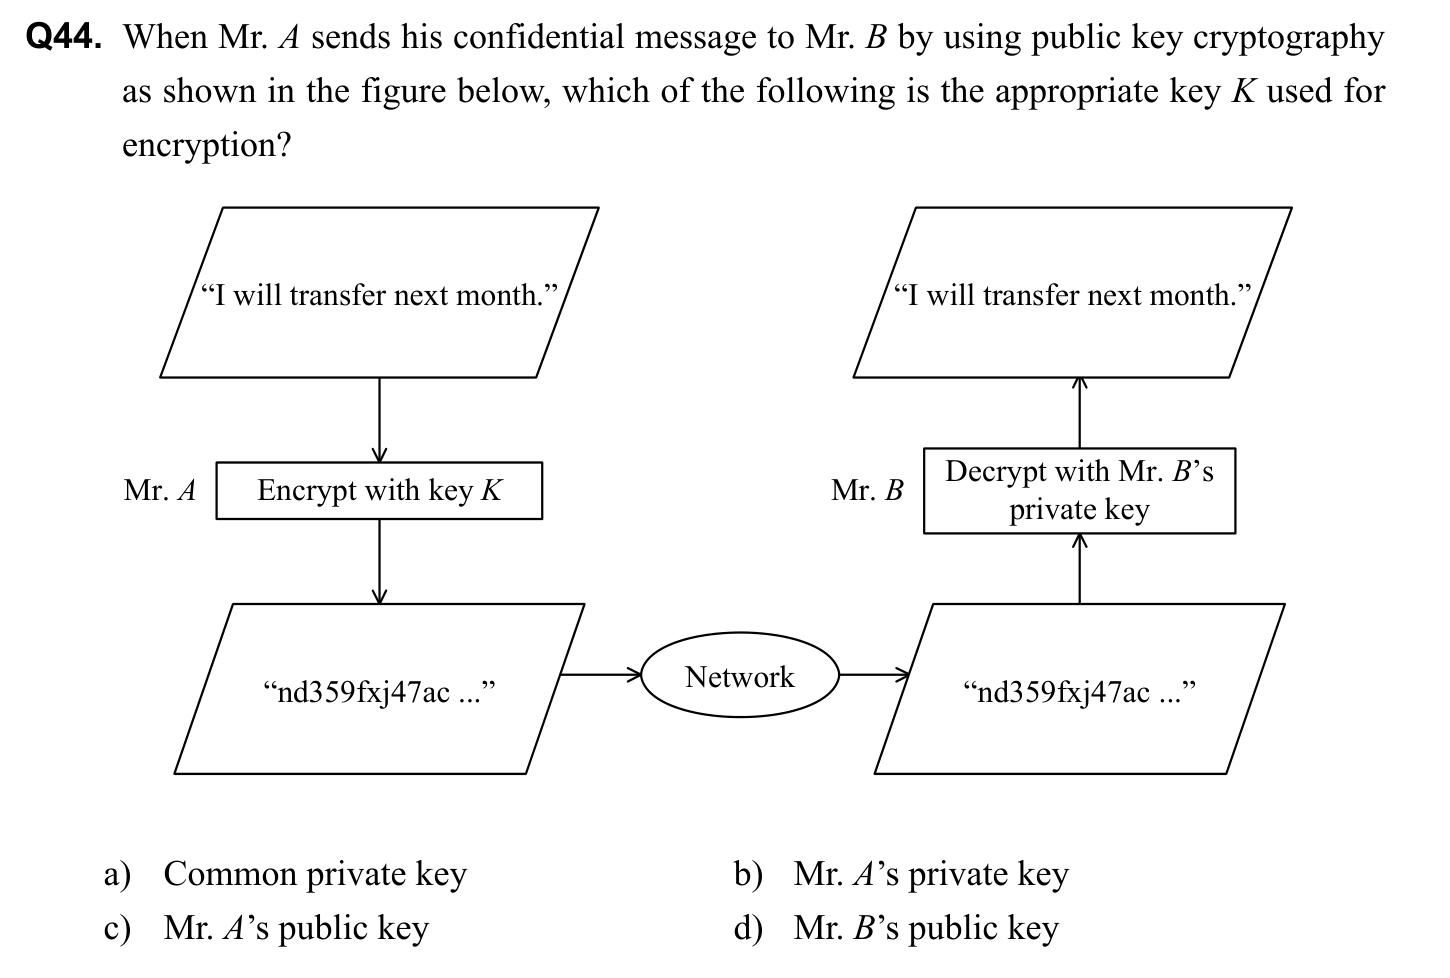 Q44. When Mr. A sends his confidential message to Mr. B by using public key cryptography
as shown in the figure below, which of the following is the appropriate key K used for
encryption?
“I will transfer next month.”
“I will transfer next month.”
Mr. A
Encrypt with key K
Mr. B
Decrypt with Mr. B’s
private key
“nd359fxj47ac ...”
Network
“nd359fxj47ac ...”
a) Common private key
b) Mr. A’s private key
c) Mr. A’s public key
d) Mr. B’s public key